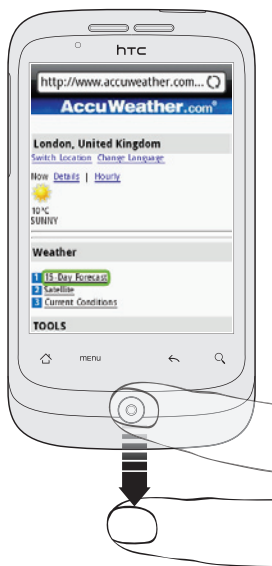 hTC
http://www.accuweather.com...
AccuWeather.com®
London, United Kingdom
Switch Location Change Language
Now Details | Hourly
10°C
SUNNY
Weather
1 15-Day Forecast
2 Satellite
3 Current Conditions
TOOLS
MENU